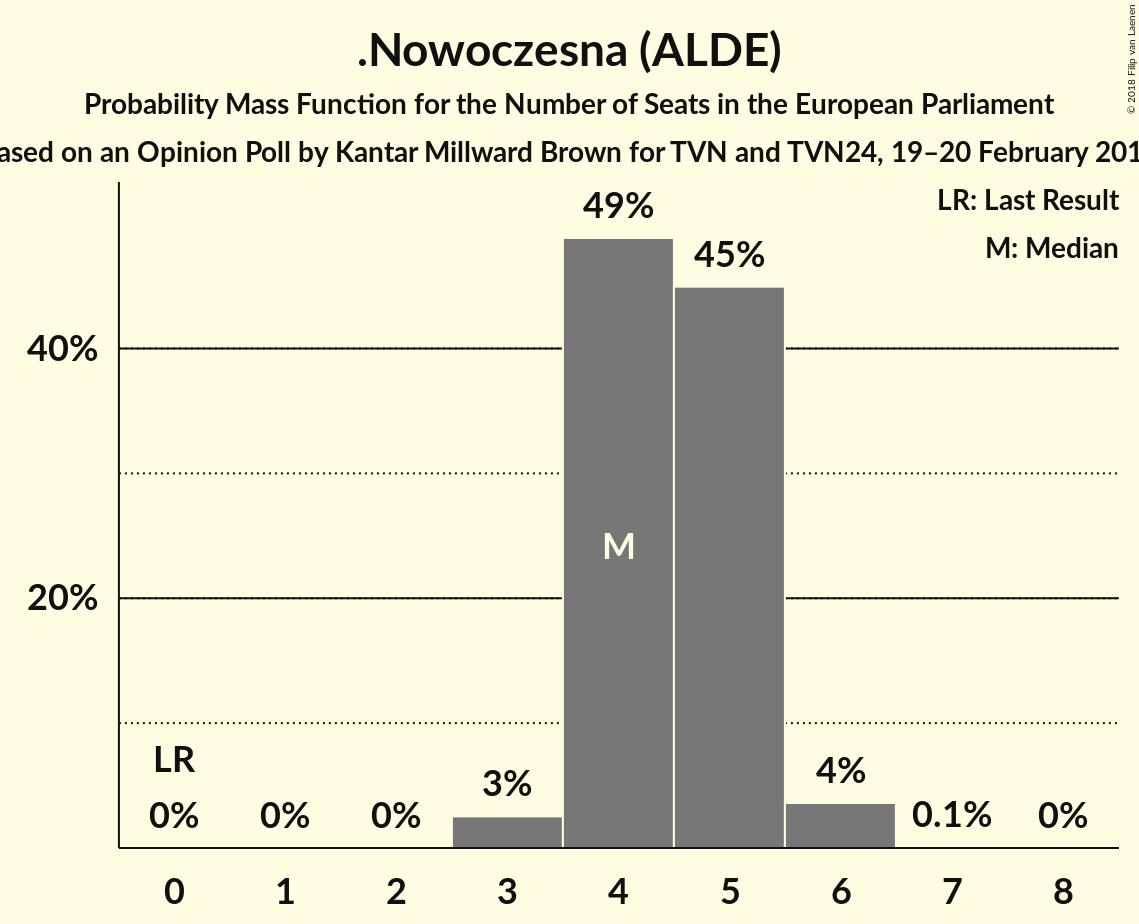 .Nowoczesna (ALDE)
Probability Mass Function for the Number of Seats in the European Parliament
ased on an Opinion Poll by Kantar Millward Brown for TVN and TVN24, 19–20 February 201
© 2018 Filip van Laenen
LR: Last Result
M: Median
49%
45%
40%
M
20%
LR
0%
0%
0%
3%
4%
0.1%
0%
0
1
2
3
4
5
6
7
8